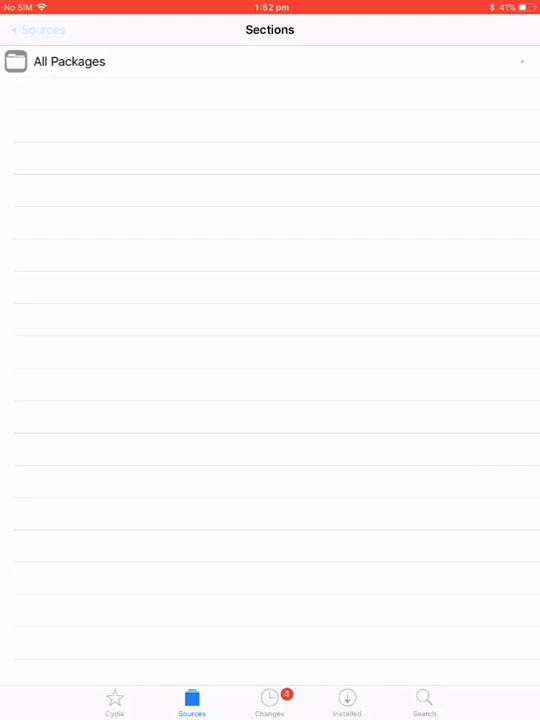 No SIM 1:52 pm 41%
Sources Sections
All Packages
4
Cydia Sources Changes Installed Search